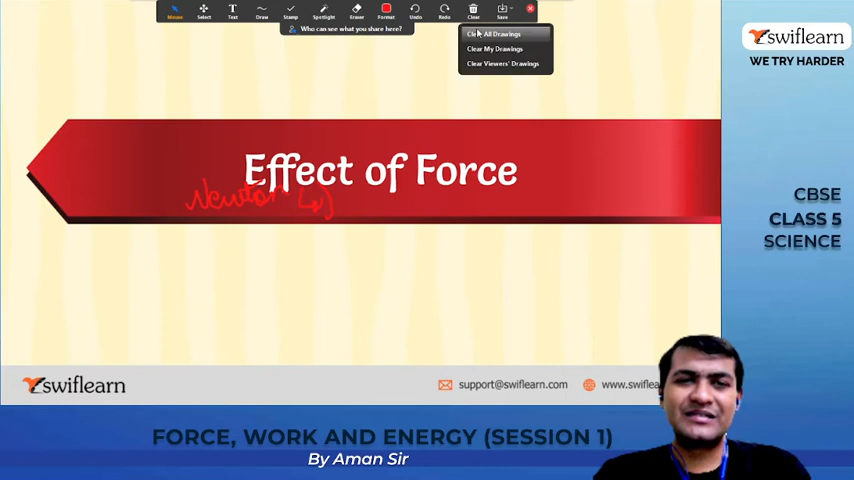 Mouse
Select
Text
Draw
Stamp
Spotlight
Eraser
Format
Undo
Redo
Clear
Save
Who can see what you share here?
Clear All Drawings
Clear My Drawings
Clear Viewers' Drawings
swiflearn
WE TRY HARDER
Effect of Force
Newton (N)
CBSE
CLASS 5
SCIENCE
swiflearn
support@swiflearn.com
www.swiflea
FORCE, WORK AND ENERGY (SESSION 1)
By Aman Sir